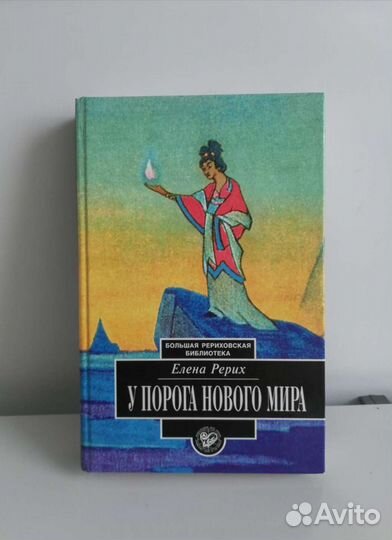 БОЛЬШАЯ РЕРИХОВСКАЯ
БИБЛИОТЕКА
Елена Рерих
У ПОРОГА НОВОГО МИРА
Avito